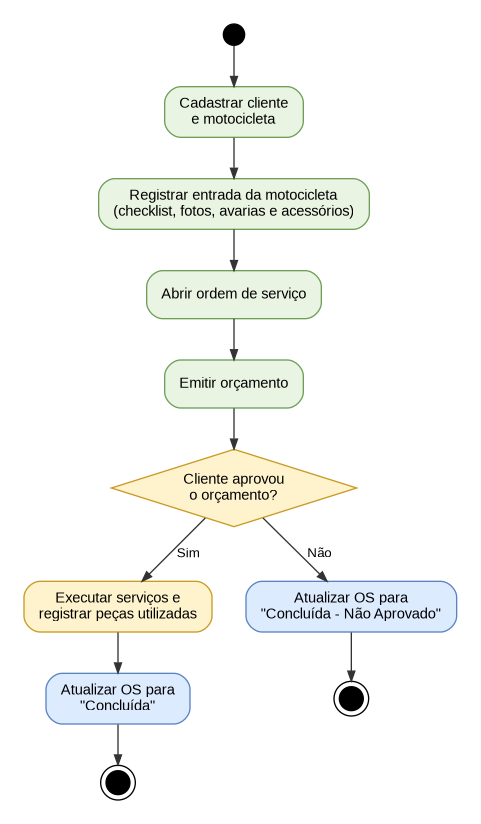 Cadastrar cliente
e motocicleta
Registrar entrada da motocicleta
(checklist, fotos, avarias e acessórios)
Abrir ordem de serviço
Emitir orçamento
Cliente aprovou
o orçamento?
Sim
Não
Executar serviços e
registrar peças utilizadas
Atualizar OS para
"Concluída - Não Aprovado"
Atualizar OS para
"Concluída"